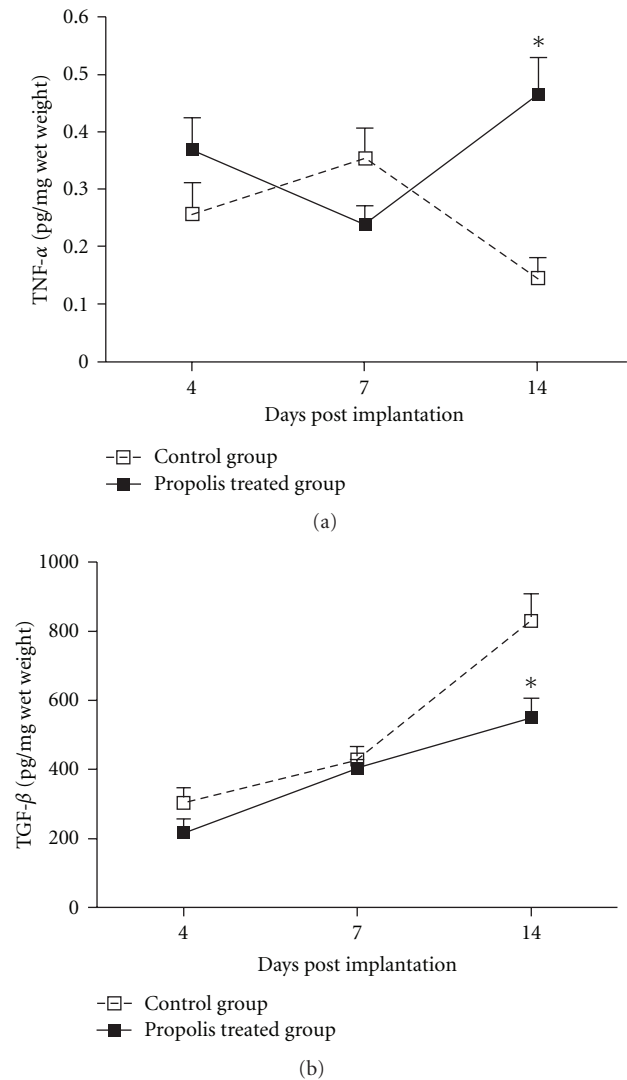 0.6
0.5
0.4
0.3
0.2
0.1
0
TNF-α (pg/mg wet weight)
*
4 7 14
Days post implantation
Control group
Propolis treated group
(a)
1000
800
600
400
200
0
TGF-β (pg/mg wet weight)
*
4 7 14
Days post implantation
Control group
Propolis treated group
(b)